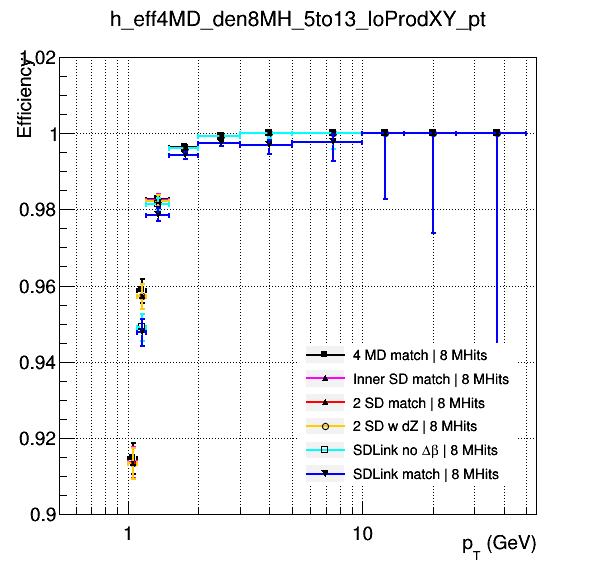 h_eff4MD_den8MH_5to13_loProdXY_pt
Efficiency
1.02
1
0.98
0.96
0.94
0.92
0.9
4 MD match | 8 MHits
Inner SD match | 8 MHits
2 SD match | 8 MHits
2 SD w dZ | 8 MHits
SDLink no Δβ | 8 MHits
SDLink match | 8 MHits
1
10
p_T (GeV)